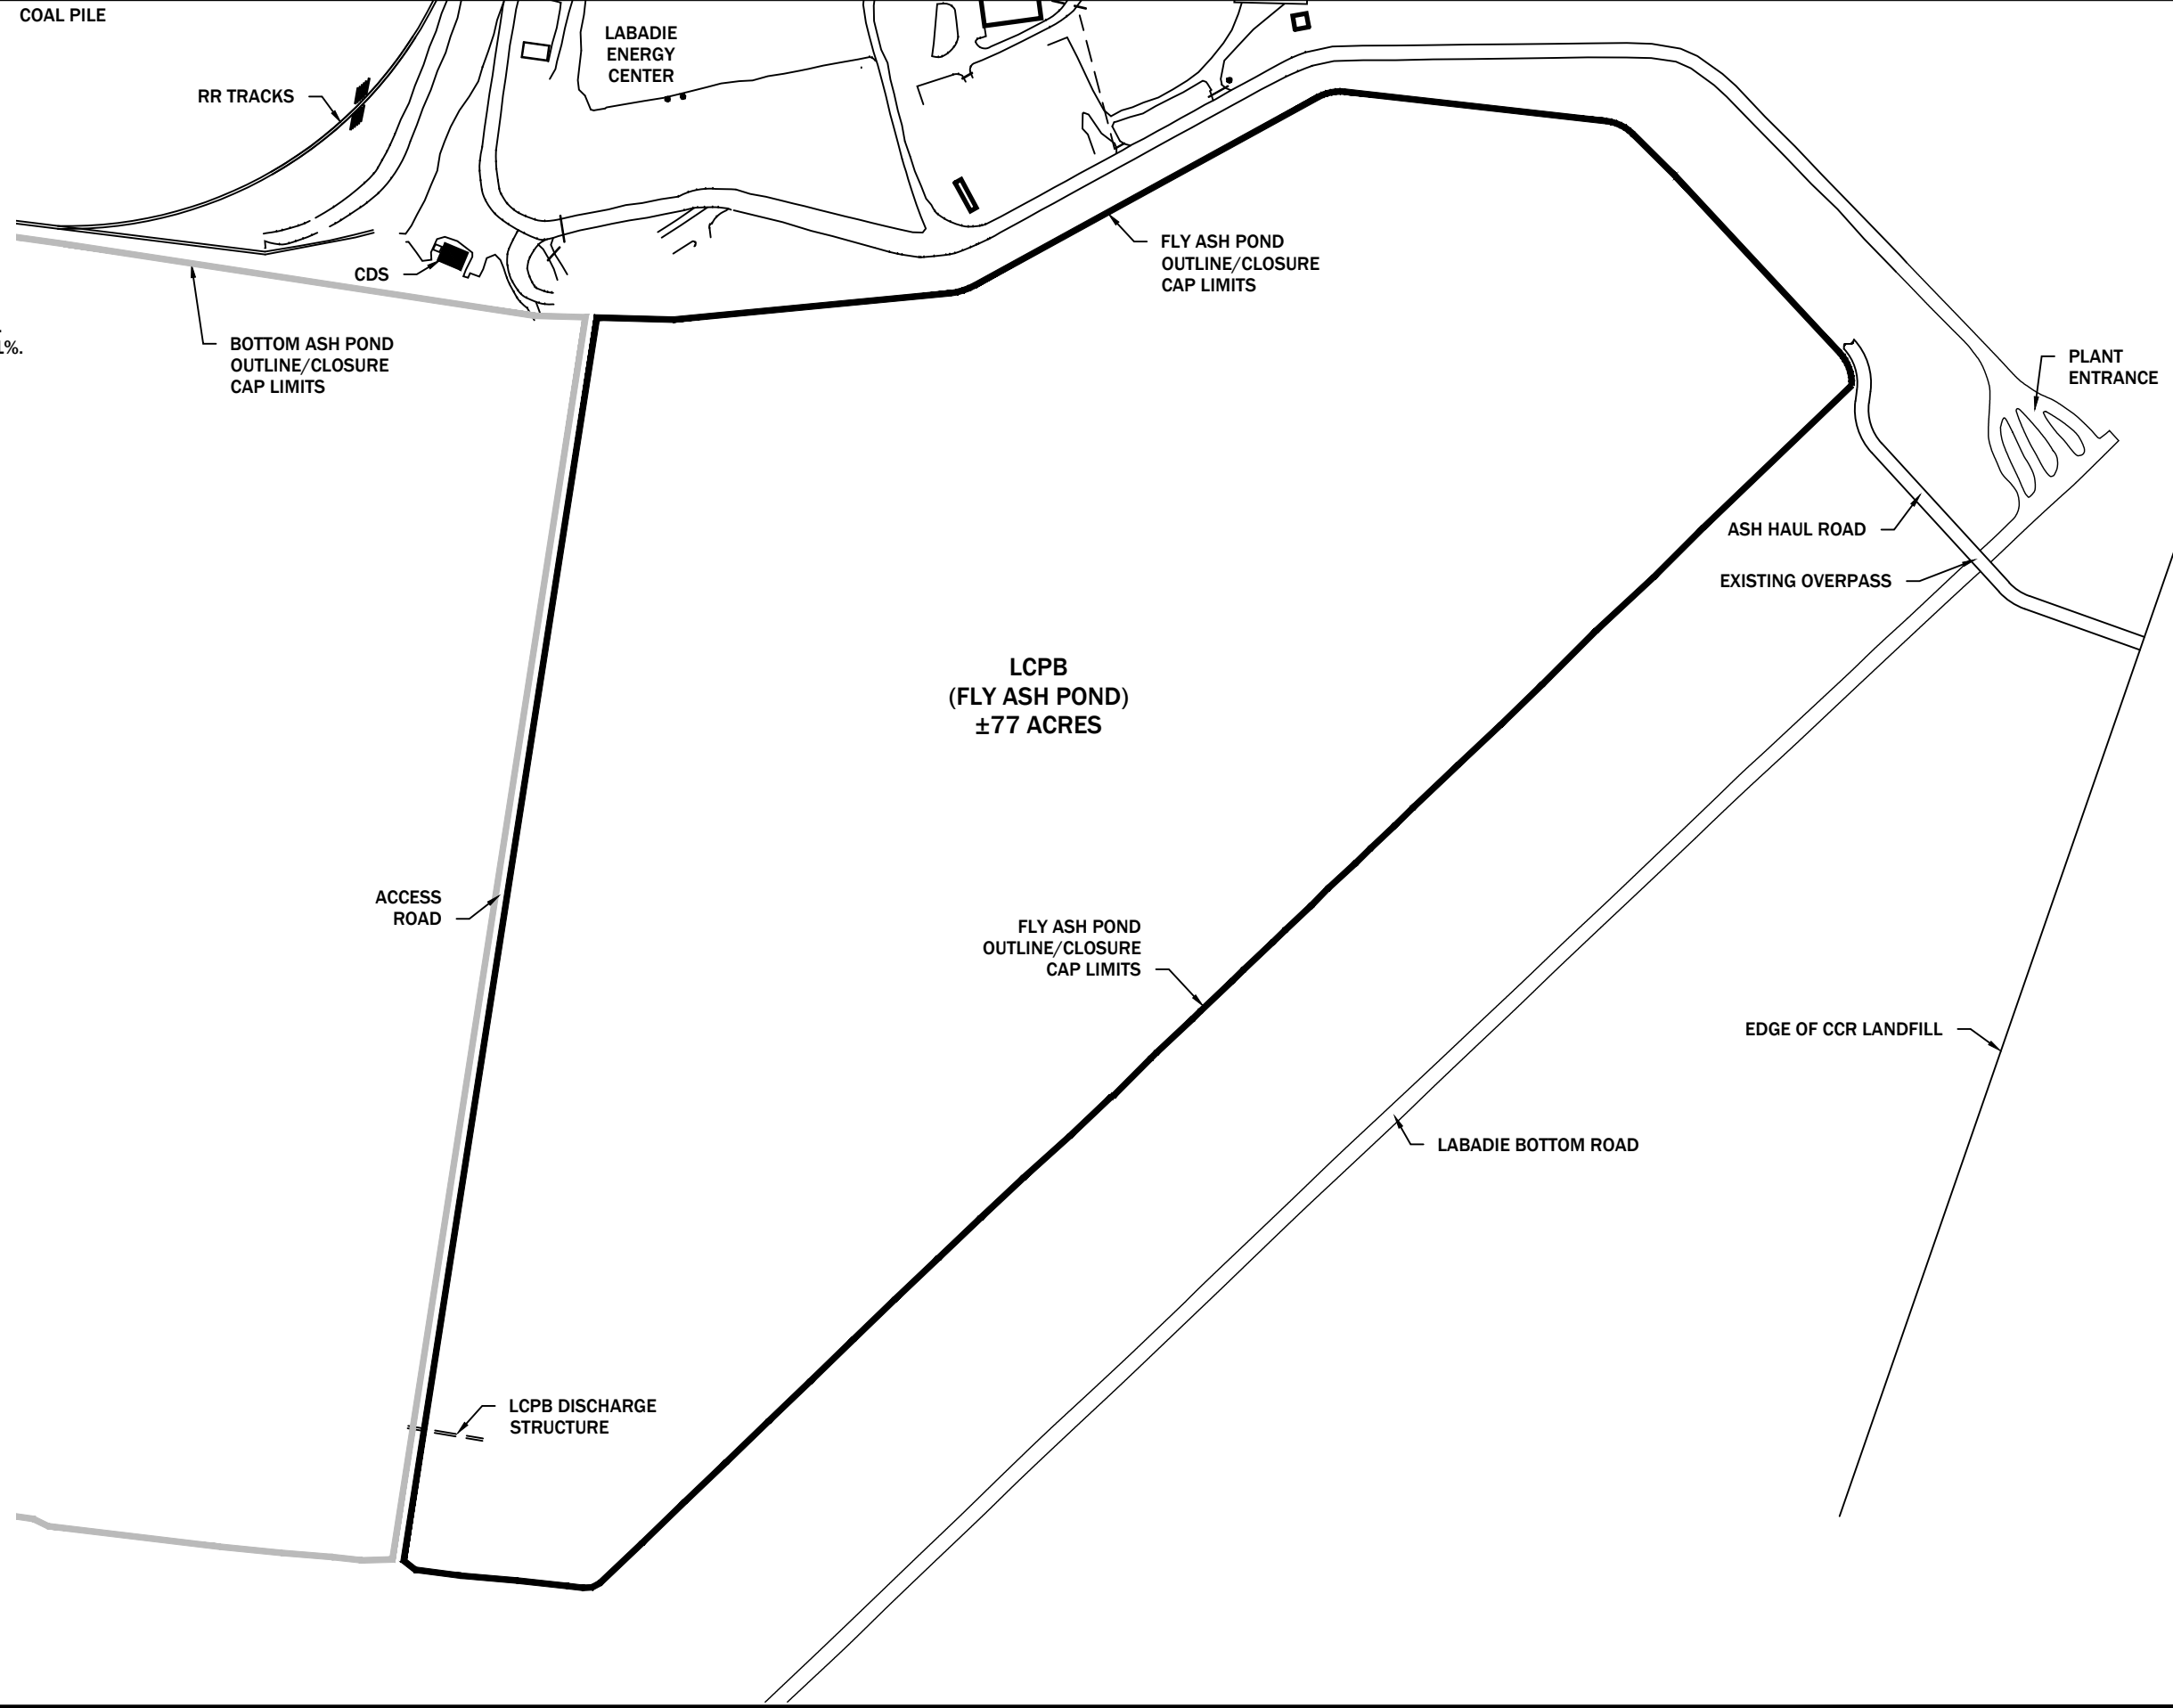 COAL PILE
LABADIE
ENERGY
CENTER
RR TRACKS
CDS
FLY ASH POND
OUTLINE/CLOSURE
CAP LIMITS
%.
BOTTOM ASH POND
OUTLINE/CLOSURE
CAP LIMITS
PLANT
ENTRANCE
ASH HAUL ROAD
EXISTING OVERPASS
LCPB
(FLY ASH POND)
±77 ACRES
ACCESS
ROAD
FLY ASH POND
OUTLINE/CLOSURE
CAP LIMITS
EDGE OF CCR LANDFILL
LABADIE BOTTOM ROAD
LCPB DISCHARGE
STRUCTURE